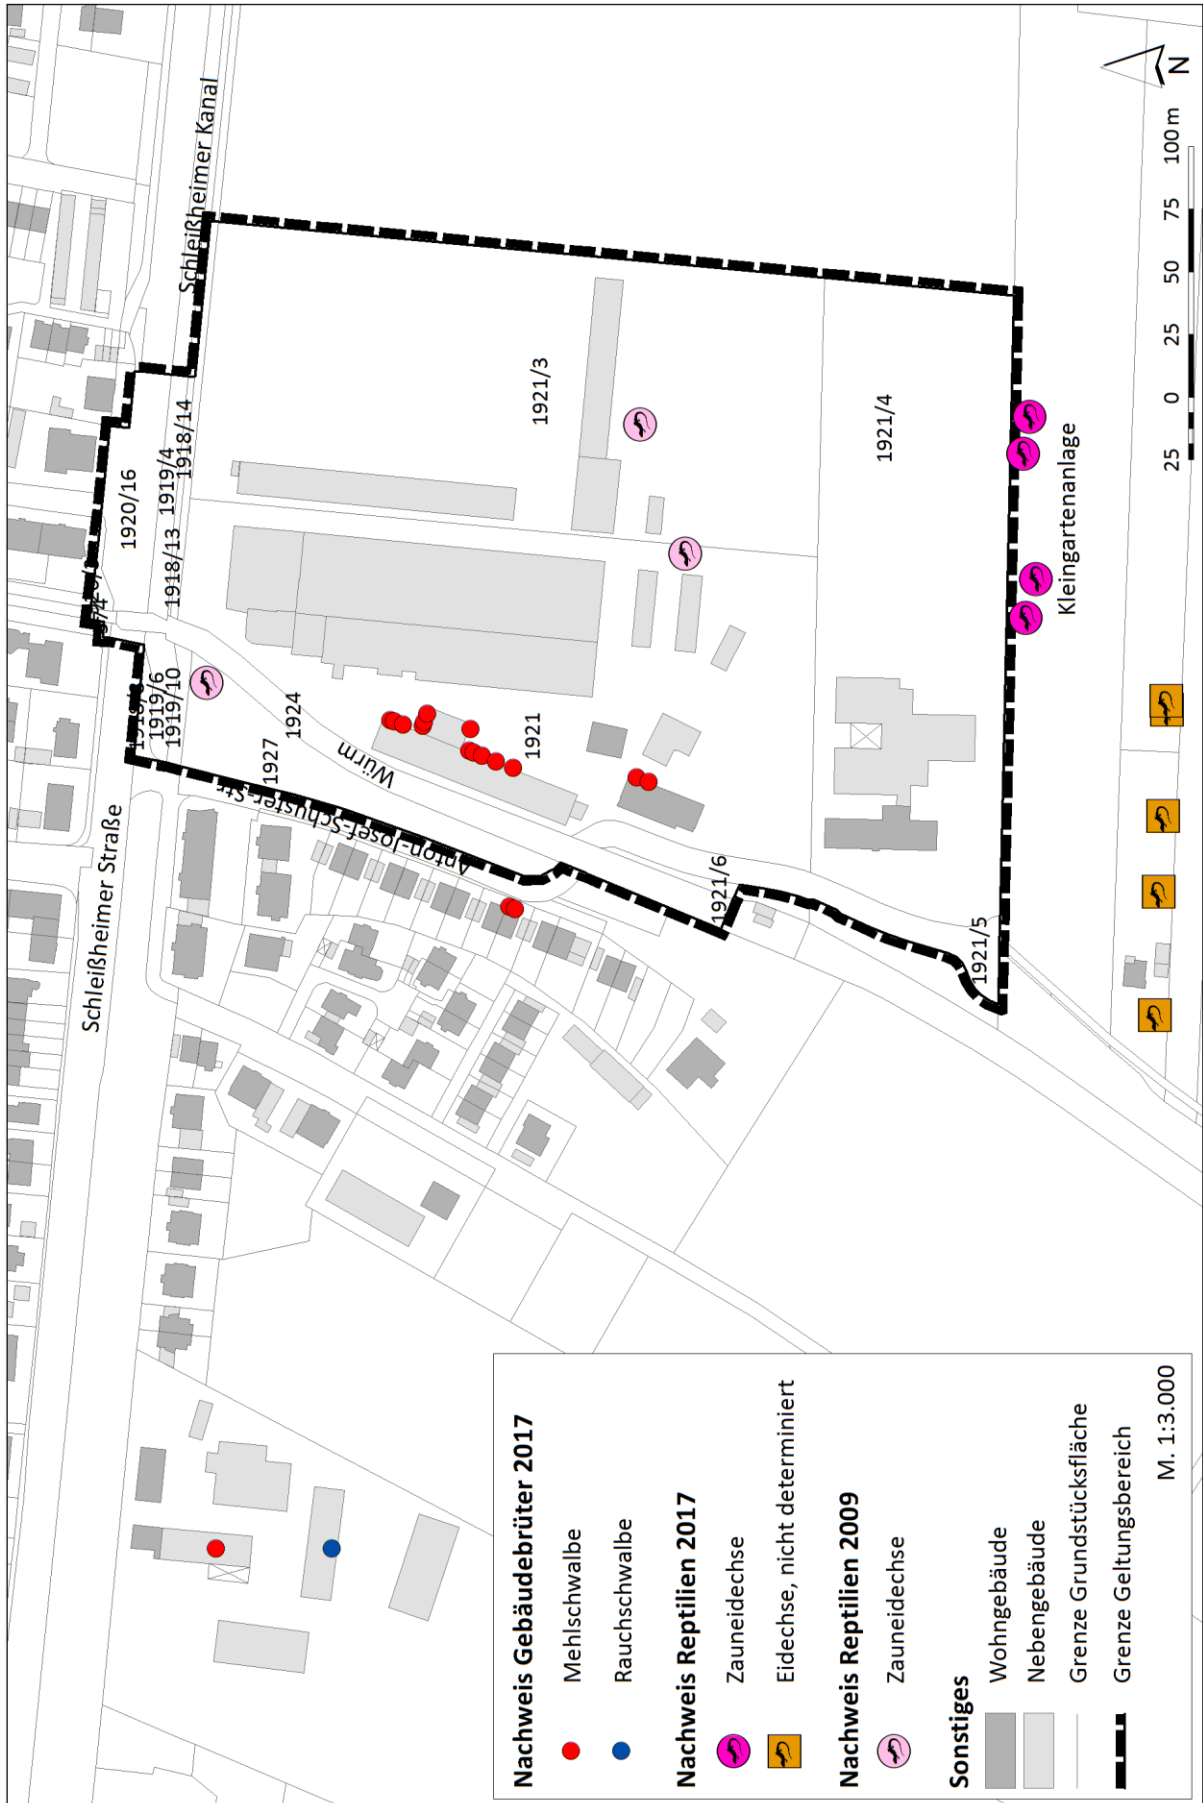 Schleißheimer Straße
Schleißheimer Kanal
1920/16
1919/4
1918/14
1918/13
1919/6
1919/10
1924
1927
Würm
Anton-Josef-Schuster-Str.
1921
1921/3
1921/4
1921/6
1921/5
Kleingartenanlage
Nachweis Gebäudebrüter 2017
Mehlschwalbe
Rauchschwalbe
Nachweis Reptilien 2017
Zauneidechse
Eidechse, nicht determiniert
Nachweis Reptilien 2009
Zauneidechse
Sonstiges
Wohngebäude
Nebengebäude
Grenze Grundstücksfläche
Grenze Geltungsbereich
M. 1:3.000
25 0 25 50 75 100 m
N